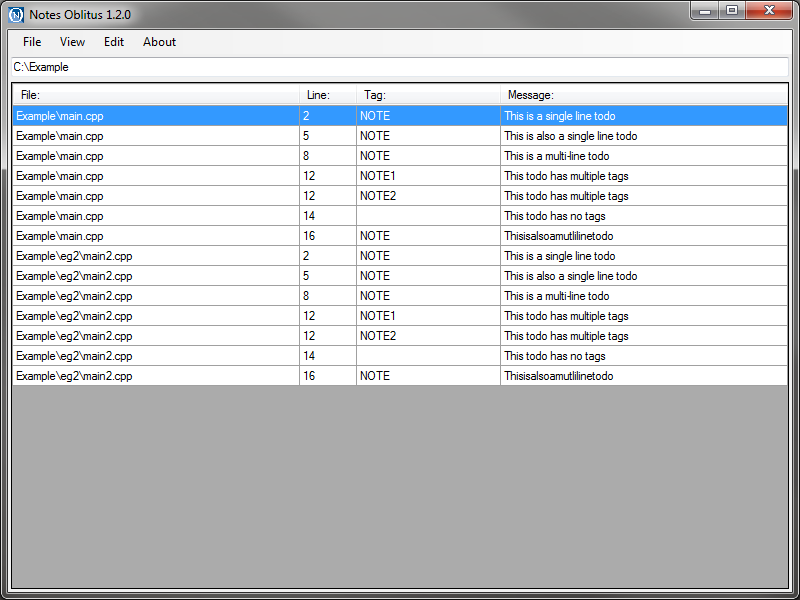 Notes Oblitus 1.2.0
File View Edit About
C:\Example
File: Line: Tag: Message:
Example\main.cpp 2 NOTE This is a single line todo
Example\main.cpp 5 NOTE This is also a single line todo
Example\main.cpp 8 NOTE This is a multi-line todo
Example\main.cpp 12 NOTE1 This todo has multiple tags
Example\main.cpp 12 NOTE2 This todo has multiple tags
Example\main.cpp 14 This todo has no tags
Example\main.cpp 16 NOTE Thisisalsoamutlilinetodo
Example\eg2\main2.cpp 2 NOTE This is a single line todo
Example\eg2\main2.cpp 5 NOTE This is also a single line todo
Example\eg2\main2.cpp 8 NOTE This is a multi-line todo
Example\eg2\main2.cpp 12 NOTE1 This todo has multiple tags
Example\eg2\main2.cpp 12 NOTE2 This todo has multiple tags
Example\eg2\main2.cpp 14 This todo has no tags
Example\eg2\main2.cpp 16 NOTE Thisisalsoamutlilinetodo